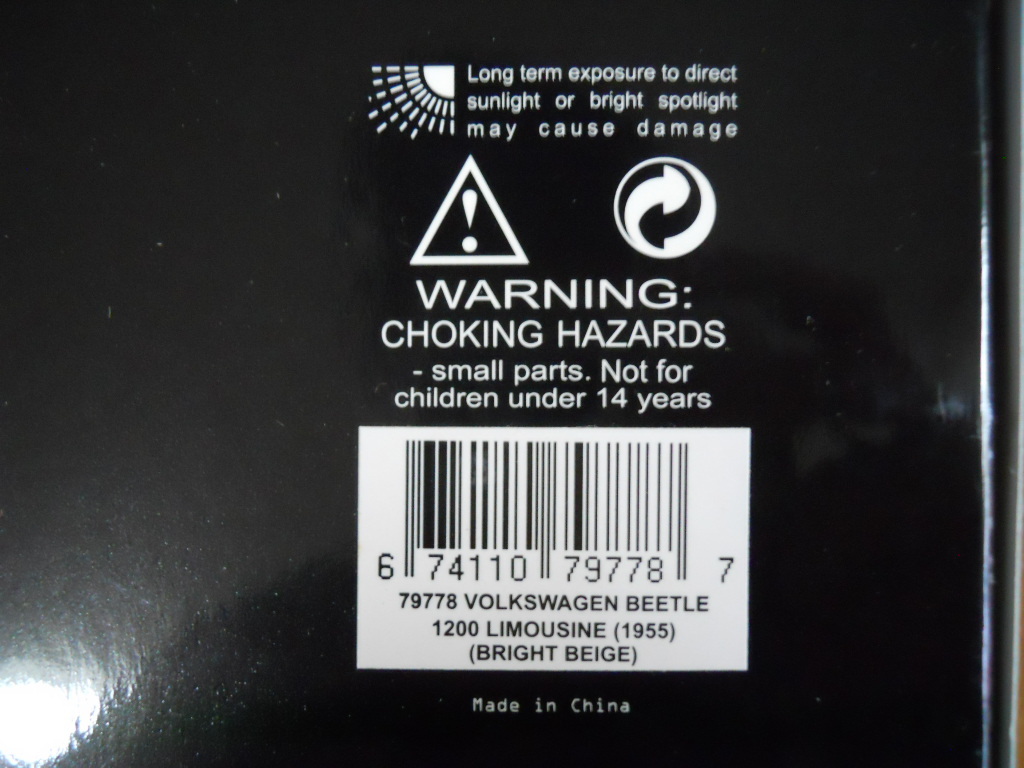 Long term exposure to direct
sunlight or bright spotlight
may cause damage
WARNING:
CHOKING HAZARDS
- small parts. Not for
children under 14 years
6 74110 79778 7
79778 VOLKSWAGEN BEETLE
1200 LIMOUSINE (1955)
(BRIGHT BEIGE)
Made in China